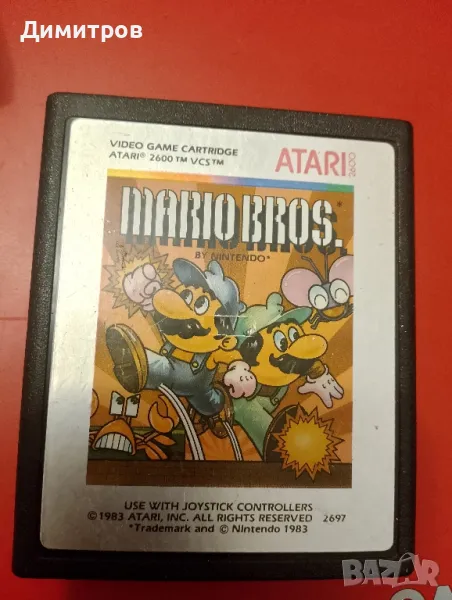 Димитров
VIDEO GAME CARTRIDGE
ATARI® 2600™ VCS™
ATARI 2600
MARIO BROS.*
BY NINTENDO*
USE WITH JOYSTICK CONTROLLERS
©1983 ATARI, INC. ALL RIGHTS RESERVED 2697
*Trademark and © Nintendo 1983
BAZAR